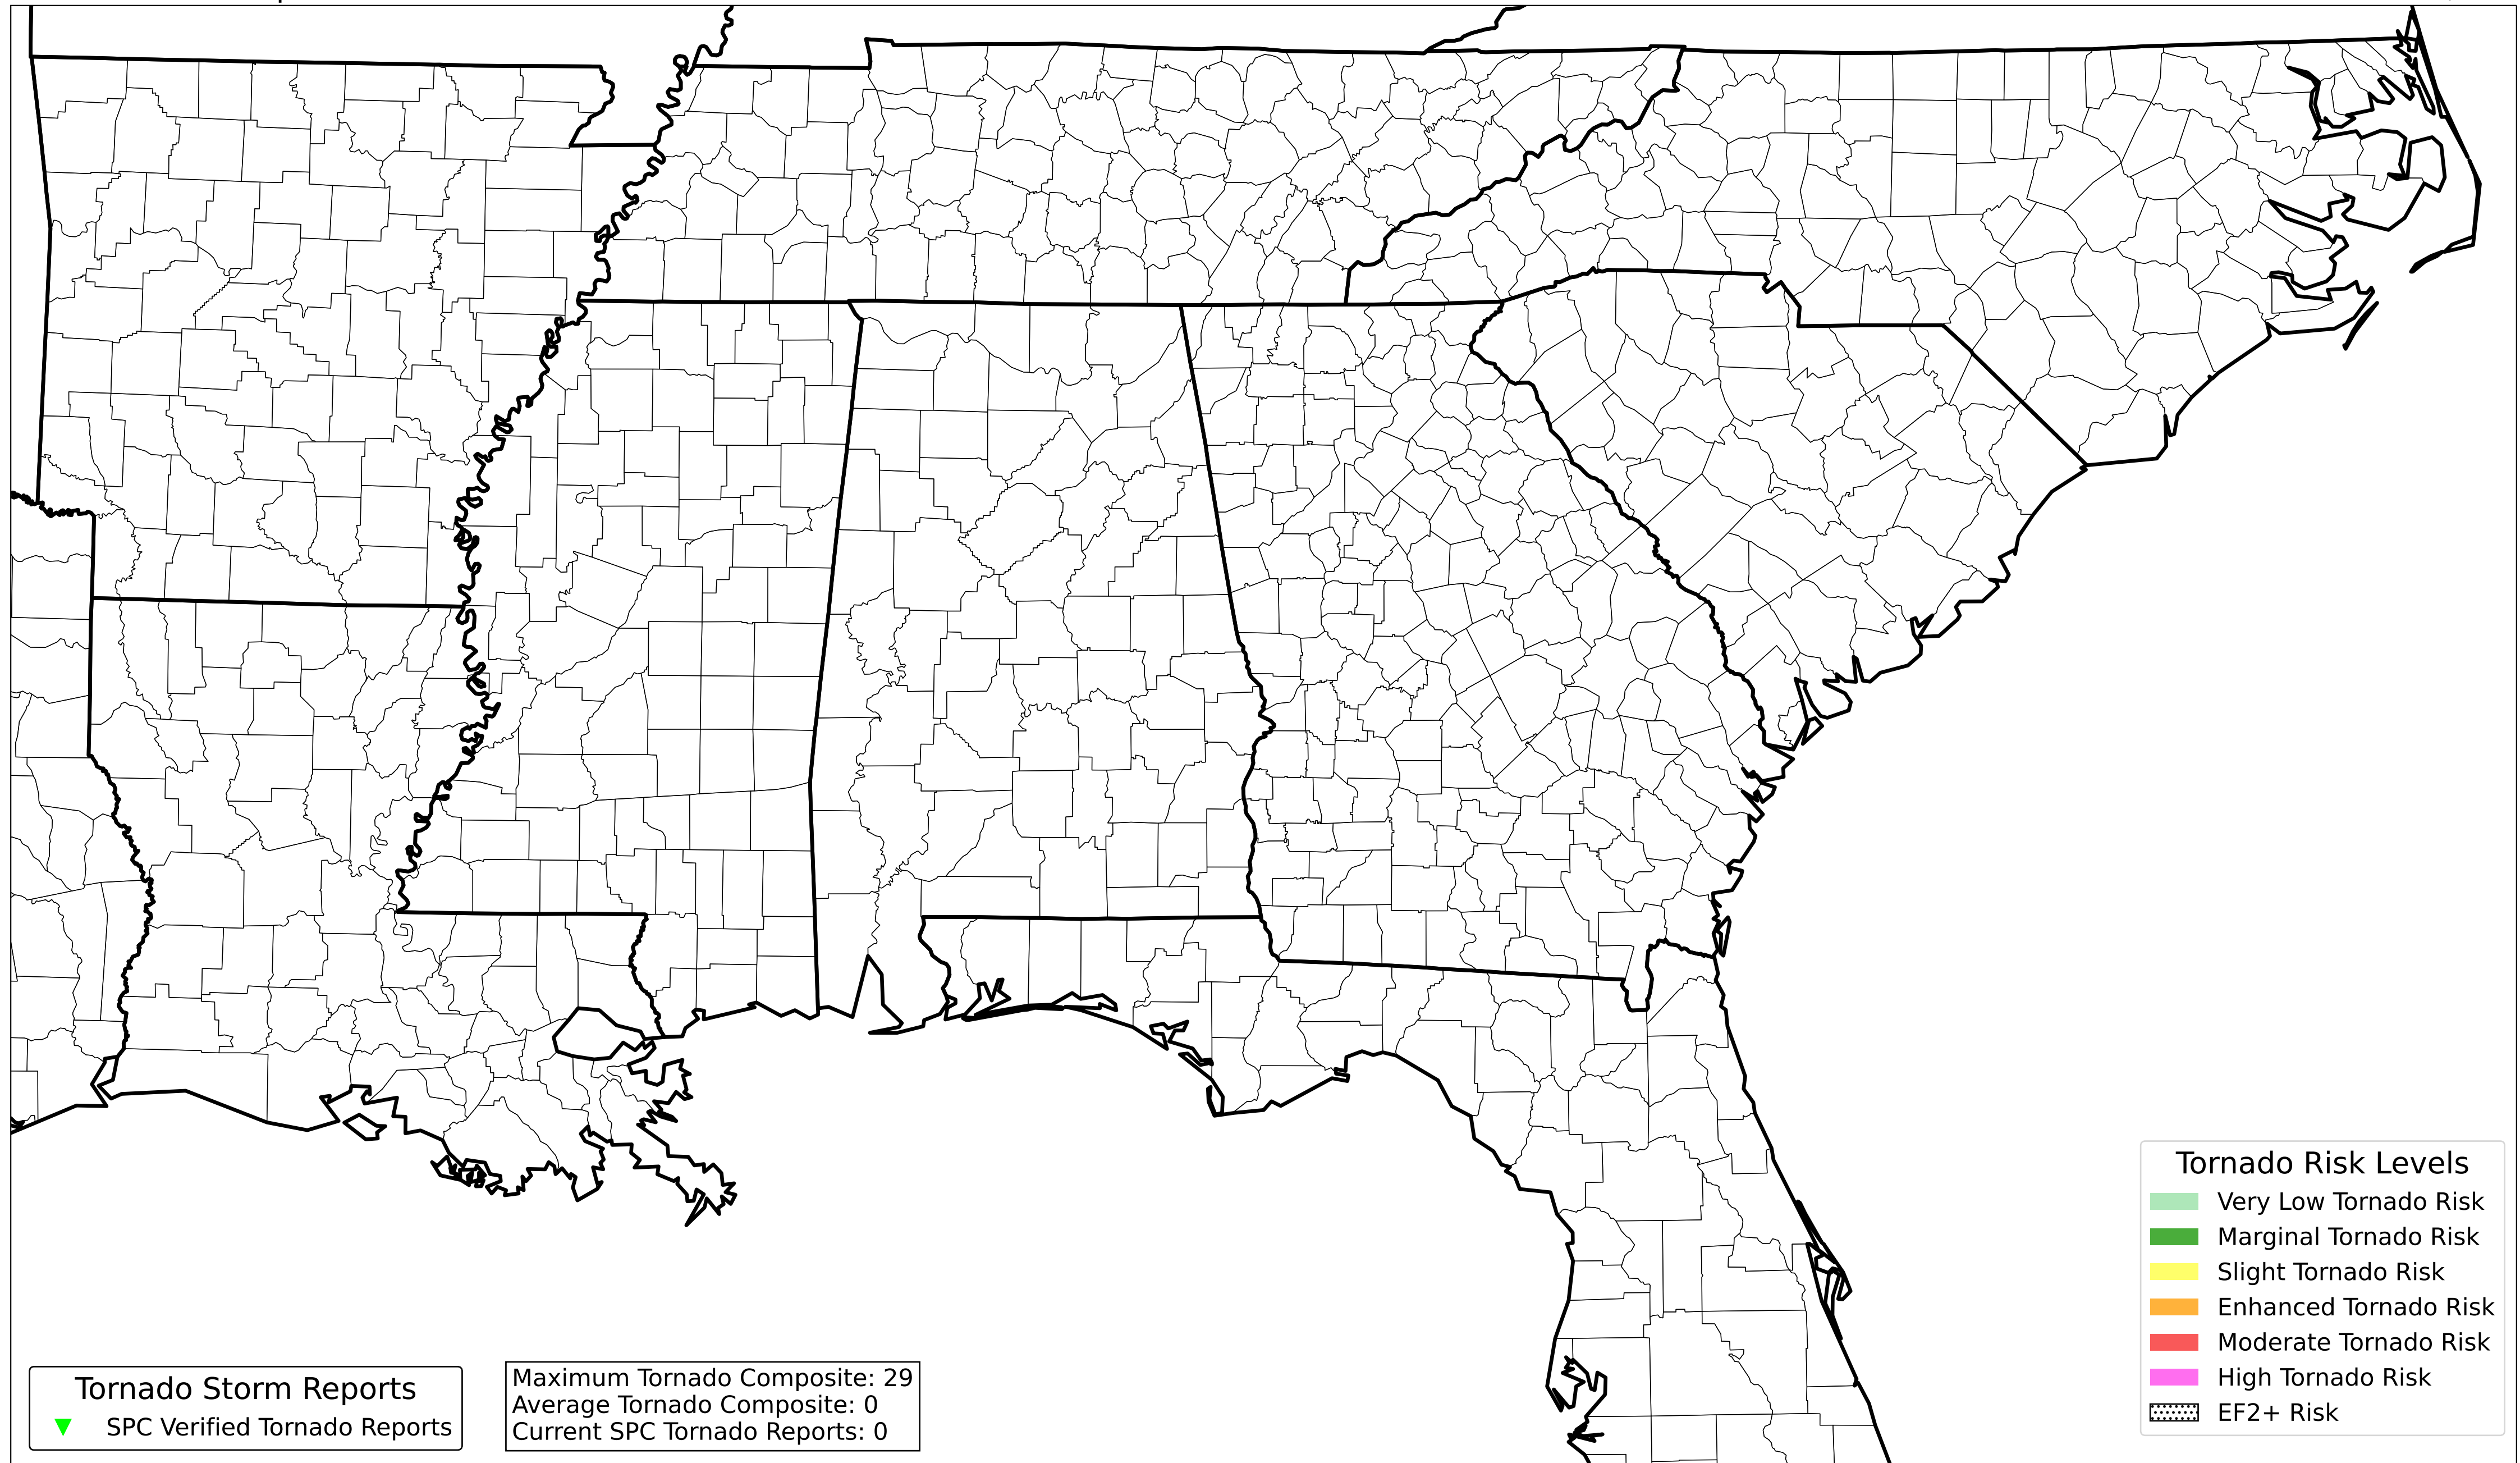 Tornado Risk Levels
Very Low Tornado Risk
Marginal Tornado Risk
Slight Tornado Risk
Enhanced Tornado Risk
Moderate Tornado Risk
High Tornado Risk
EF2+ Risk
Tornado Storm Reports
SPC Verified Tornado Reports
Maximum Tornado Composite: 29
Average Tornado Composite: 0
Current SPC Tornado Reports: 0